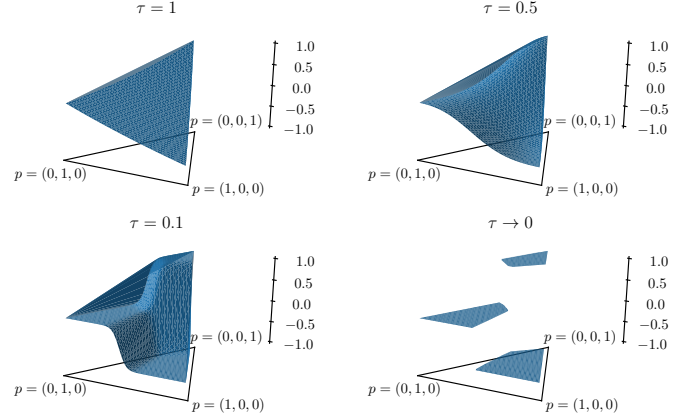 τ = 1
1.0
0.5
0.0
−0.5
−1.0
p = (0, 0, 1)
p = (0, 1, 0)
p = (1, 0, 0)
τ = 0.5
1.0
0.5
0.0
−0.5
−1.0
p = (0, 0, 1)
p = (0, 1, 0)
p = (1, 0, 0)
τ = 0.1
1.0
0.5
0.0
−0.5
−1.0
p = (0, 0, 1)
p = (0, 1, 0)
p = (1, 0, 0)
τ → 0
1.0
0.5
0.0
−0.5
−1.0
p = (0, 0, 1)
p = (0, 1, 0)
p = (1, 0, 0)